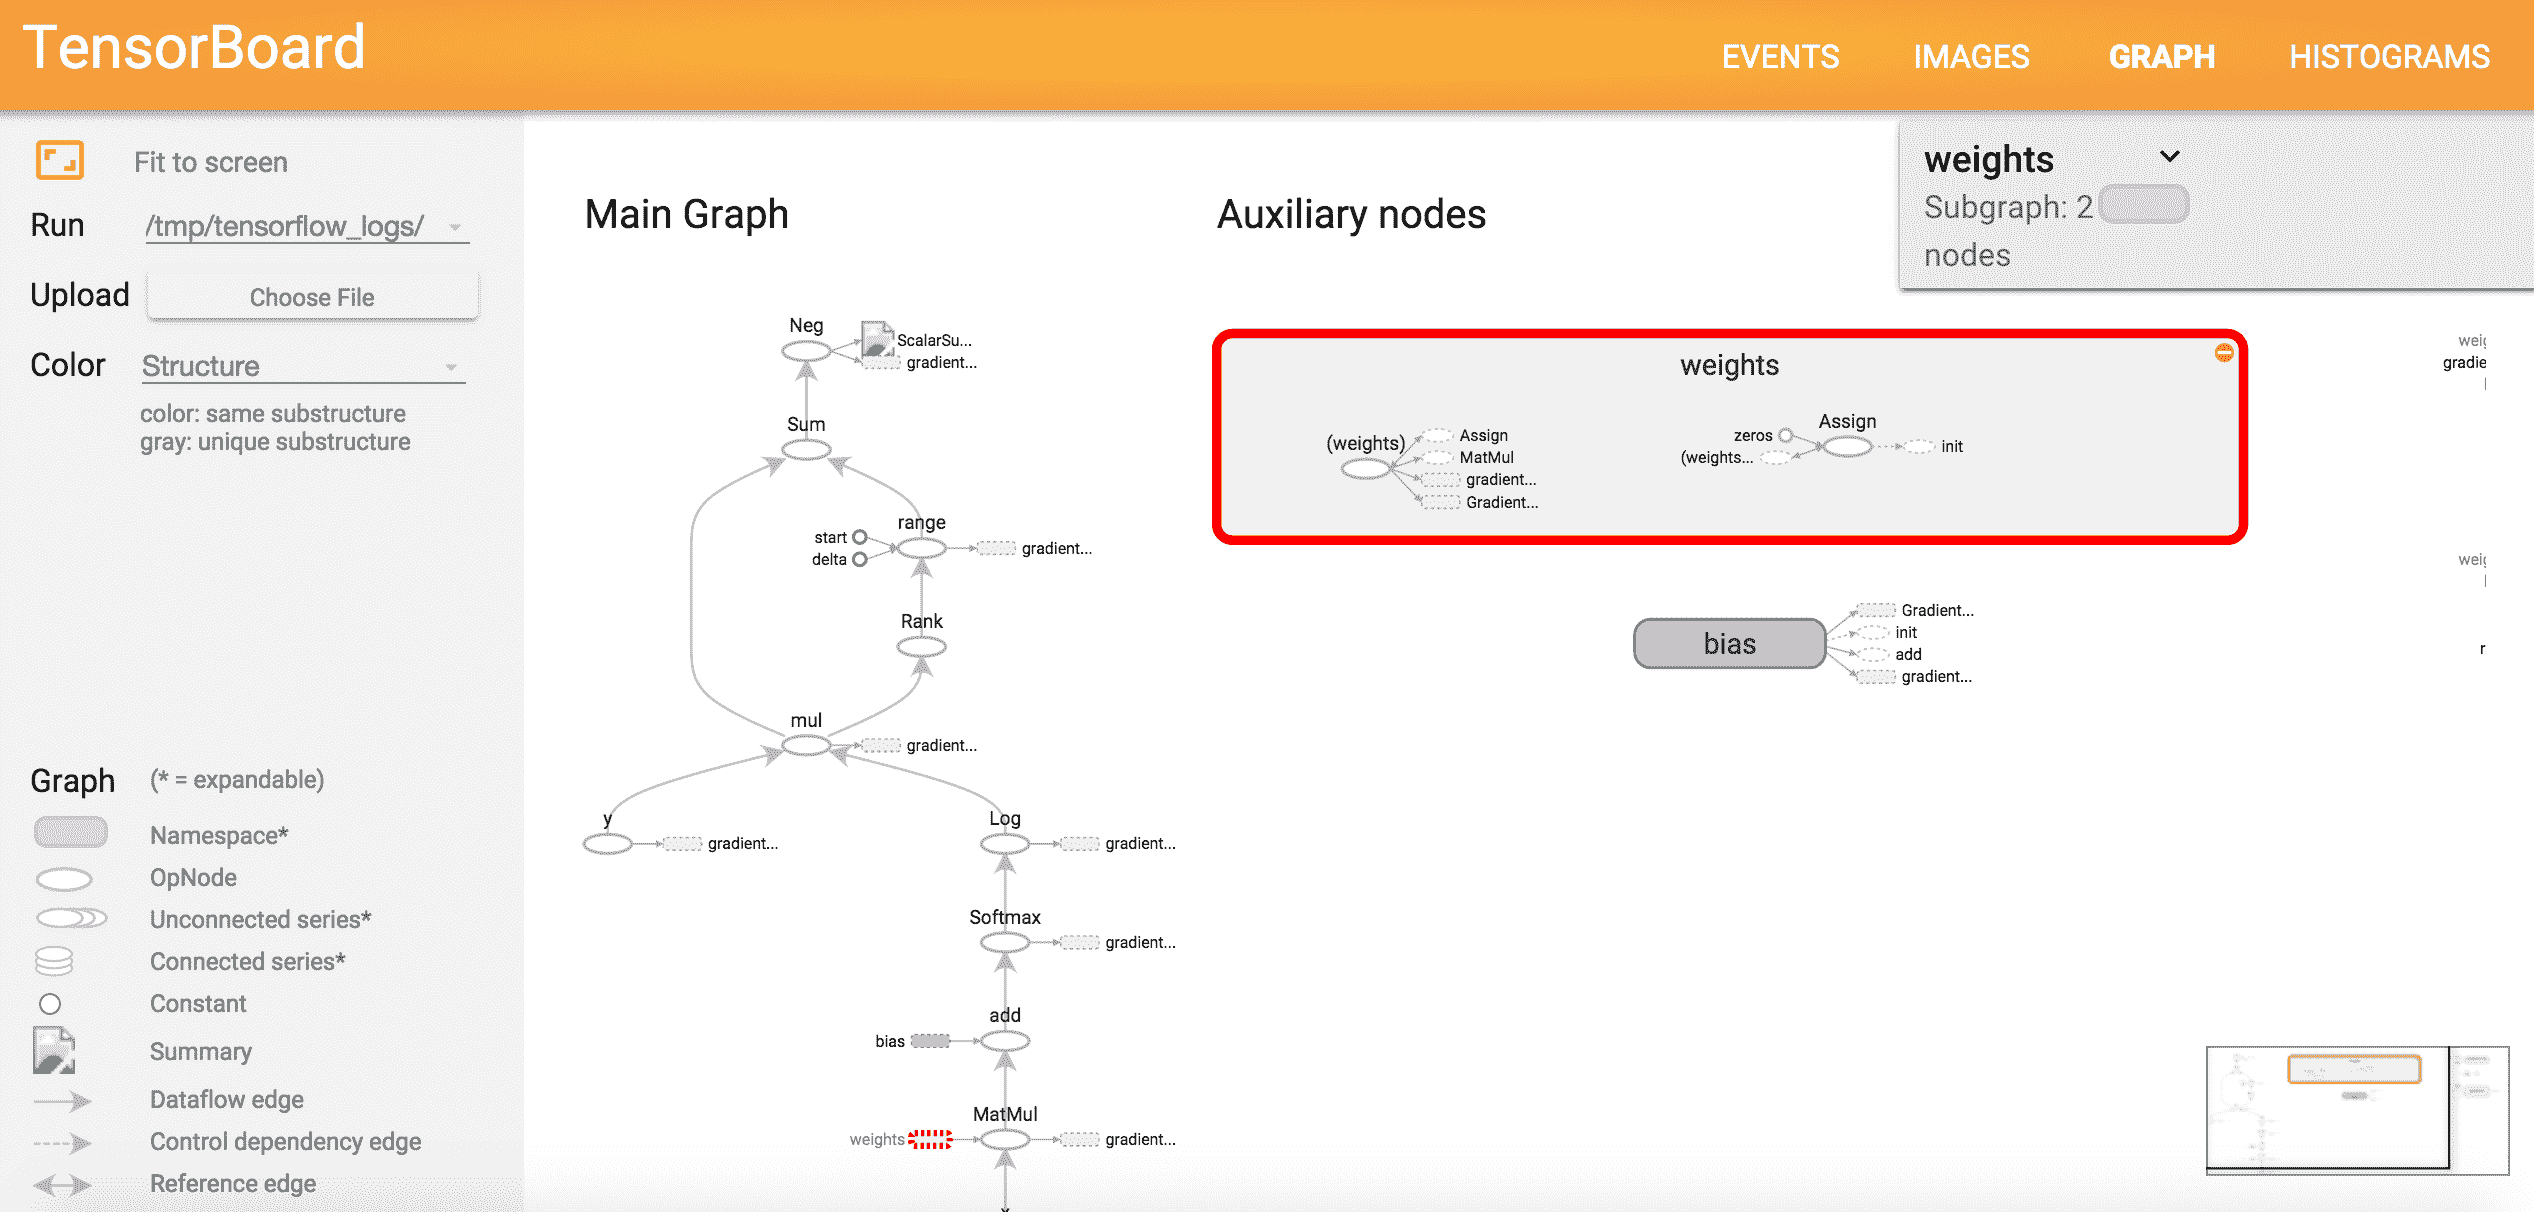 TensorBoard
EVENTS
IMAGES
GRAPH
HISTOGRAMS
Fit to screen
Run
/tmp/tensorflow_logs/
Upload
Choose File
Color
Structure
color: same substructure
gray: unique substructure
Graph
(* = expandable)
Namespace*
OpNode
Unconnected series*
Connected series*
Constant
Summary
Dataflow edge
Control dependency edge
Reference edge
Main Graph
Neg
ScalarSu...
gradient...
Sum
range
start
delta
gradient...
Rank
mul
gradient...
y
gradient...
Log
gradient...
Softmax
gradient...
add
bias
MatMul
weights
gradient...
Auxiliary nodes
weights
(weights)
Assign
MatMul
gradient...
Gradient...
Assign
zeros
(weights...
init
bias
Gradient...
init
add
gradient...
weights
Subgraph: 2
nodes
gradie
r